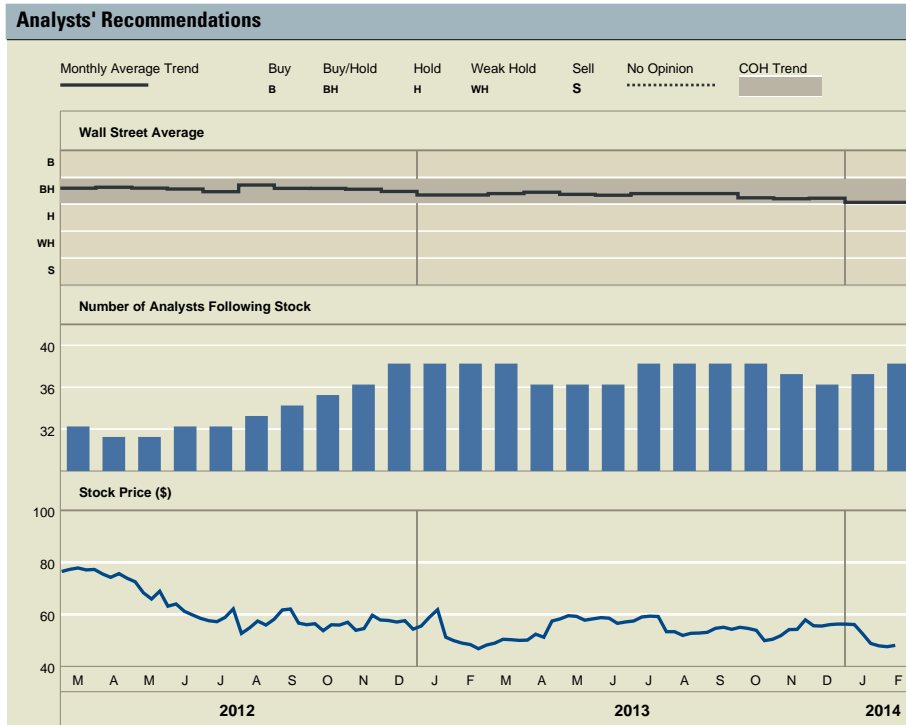 Analysts' Recommendations
Monthly Average Trend Buy Buy/Hold Hold Weak Hold Sell No Opinion COH Trend
B BH H WH S
Wall Street Average
B
BH
H
WH
S
Number of Analysts Following Stock
40
36
32
Stock Price ($)
100
80
60
40
M A M J J A S O N D J F M A M J J A S O N D J F
2012 2013 2014